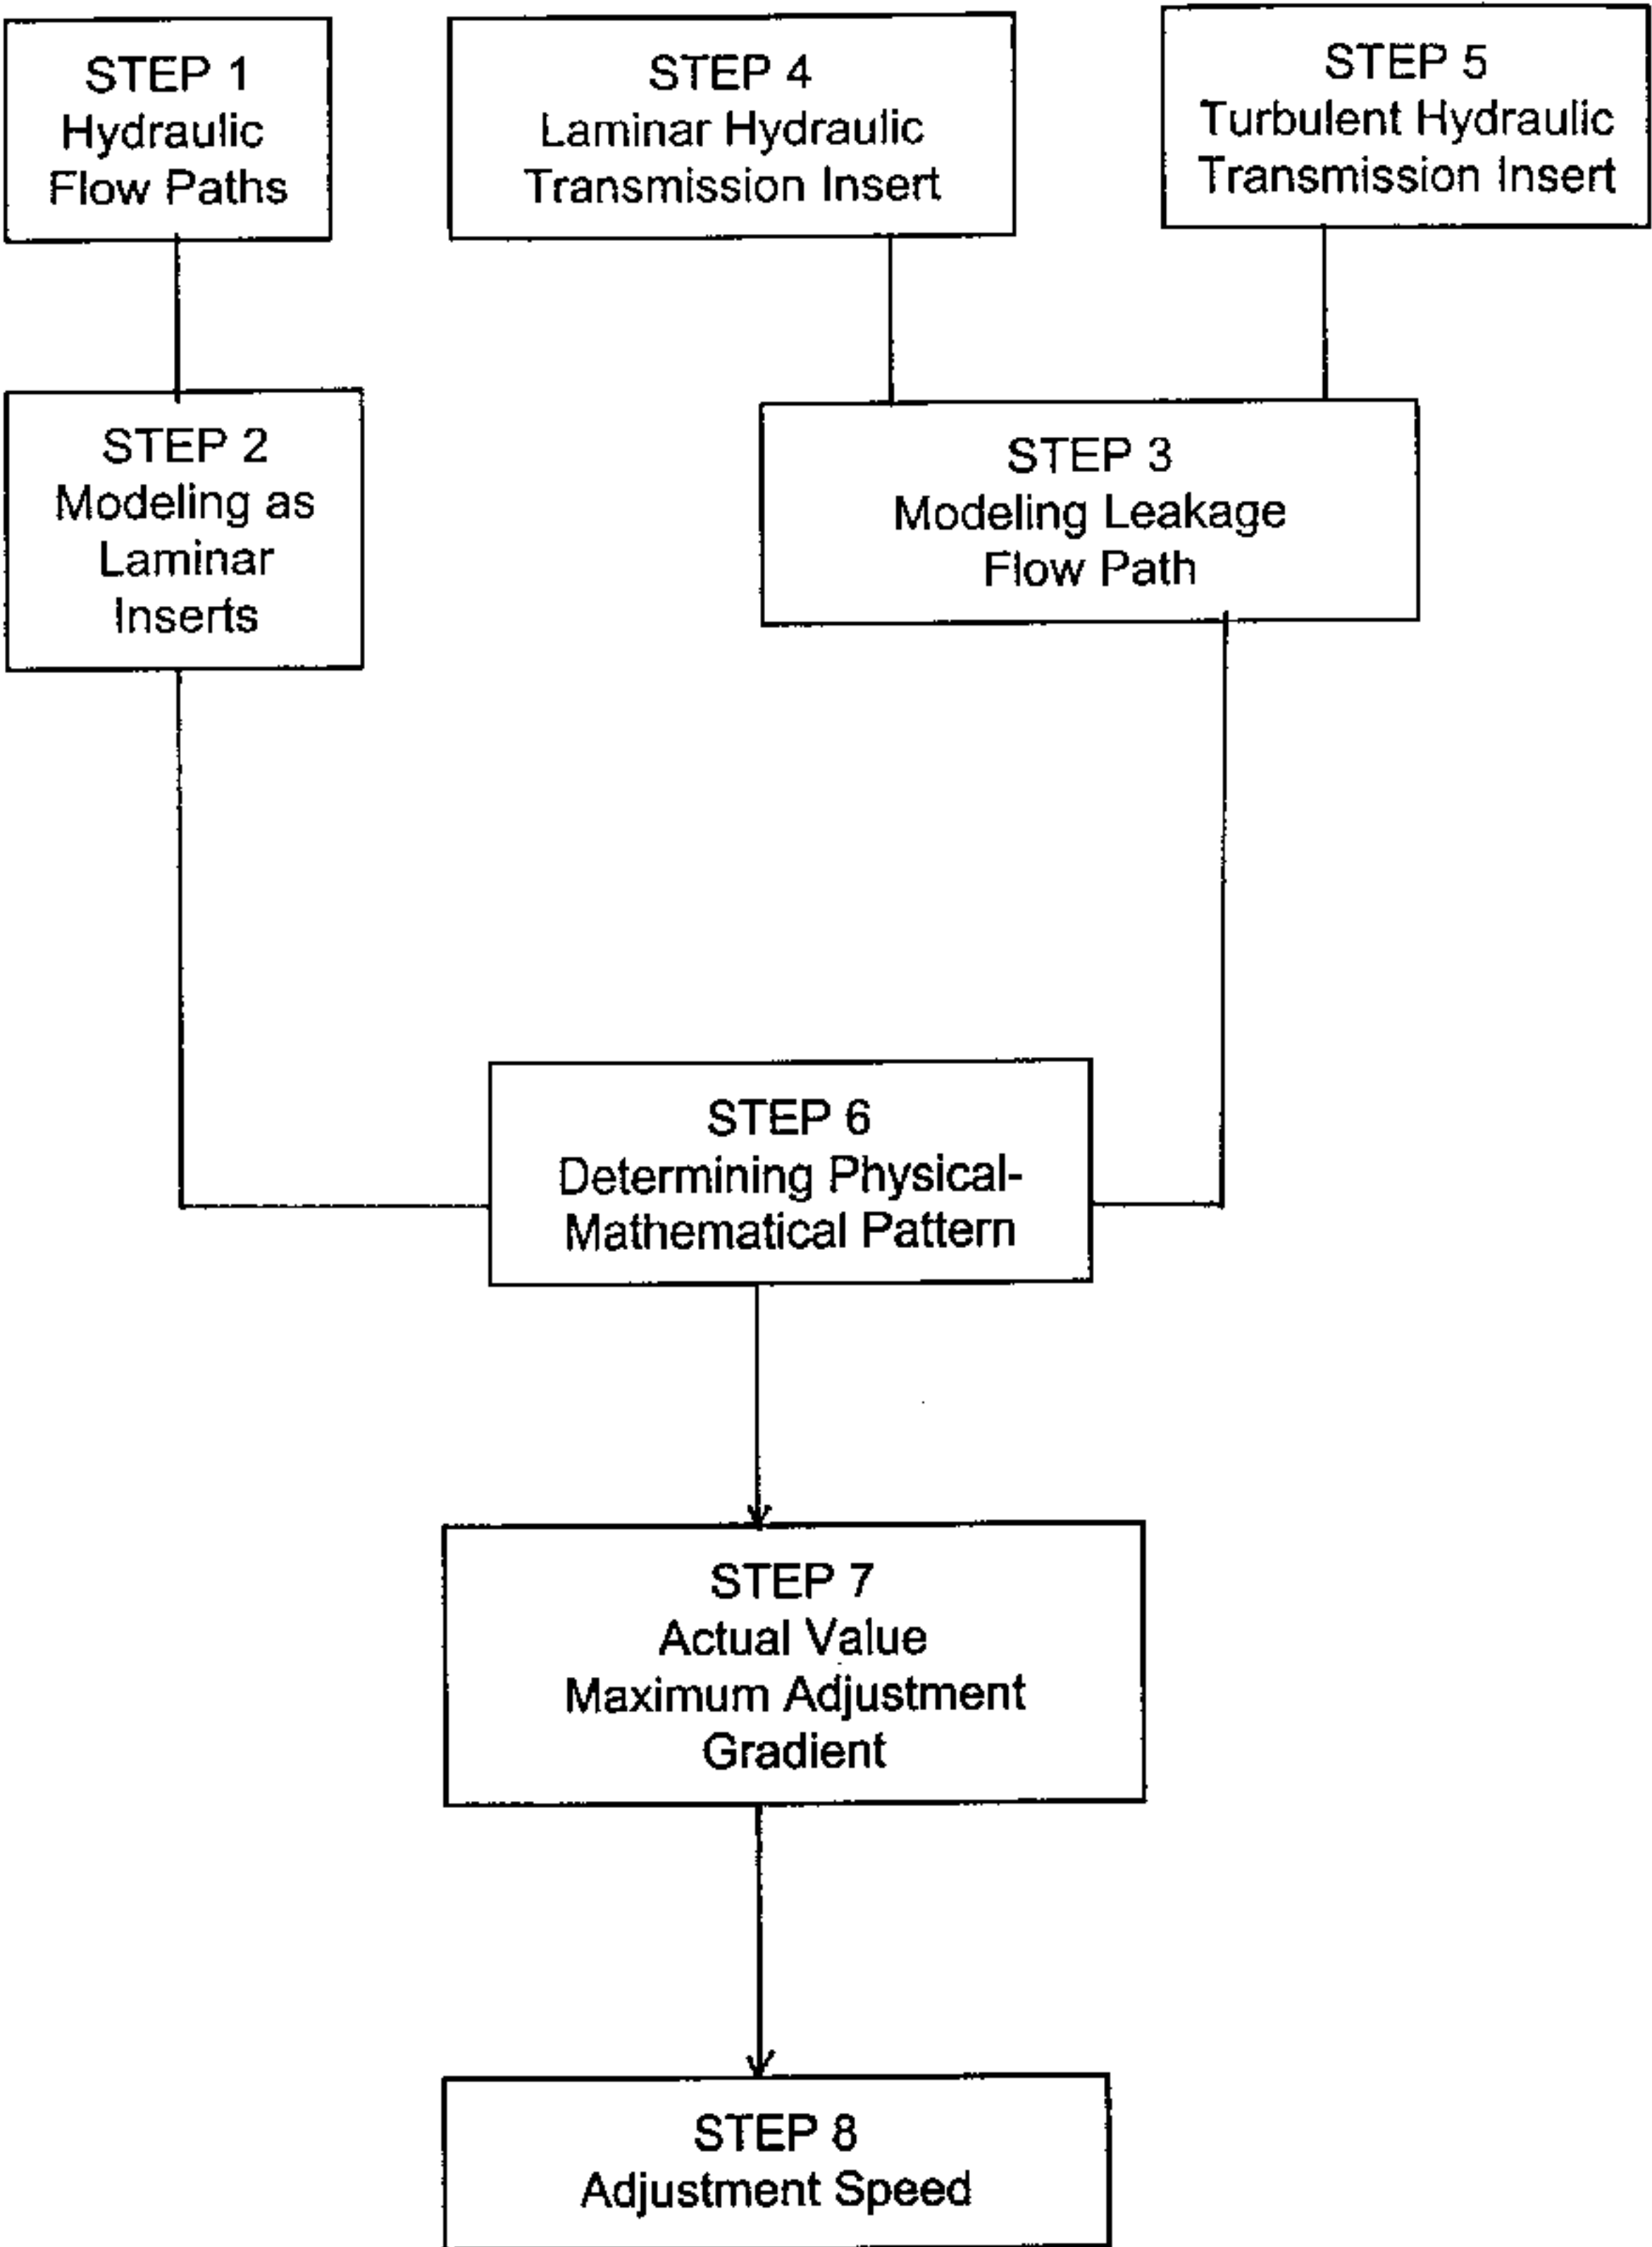 STEP 1
Hydraulic
Flow Paths
STEP 4
Laminar Hydraulic
Transmission Insert
STEP 5
Turbulent Hydraulic
Transmission Insert
STEP 2
Modeling as
Laminar
Inserts
STEP 3
Modeling Leakage
Flow Path
STEP 6
Determining Physical-
Mathematical Pattern
STEP 7
Actual Value
Maximum Adjustment
Gradient
STEP 8
Adjustment Speed